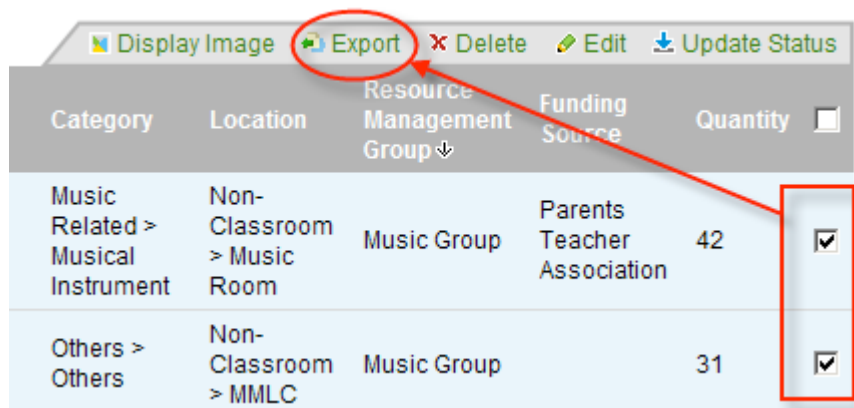 Display Image Export Delete Edit Update Status
Category Location Resource Management Group Funding Source Quantity
Music Related > Musical Instrument Non-Classroom > Music Room Music Group Parents Teacher Association 42
Others > Others Non-Classroom > MMLC Music Group 31